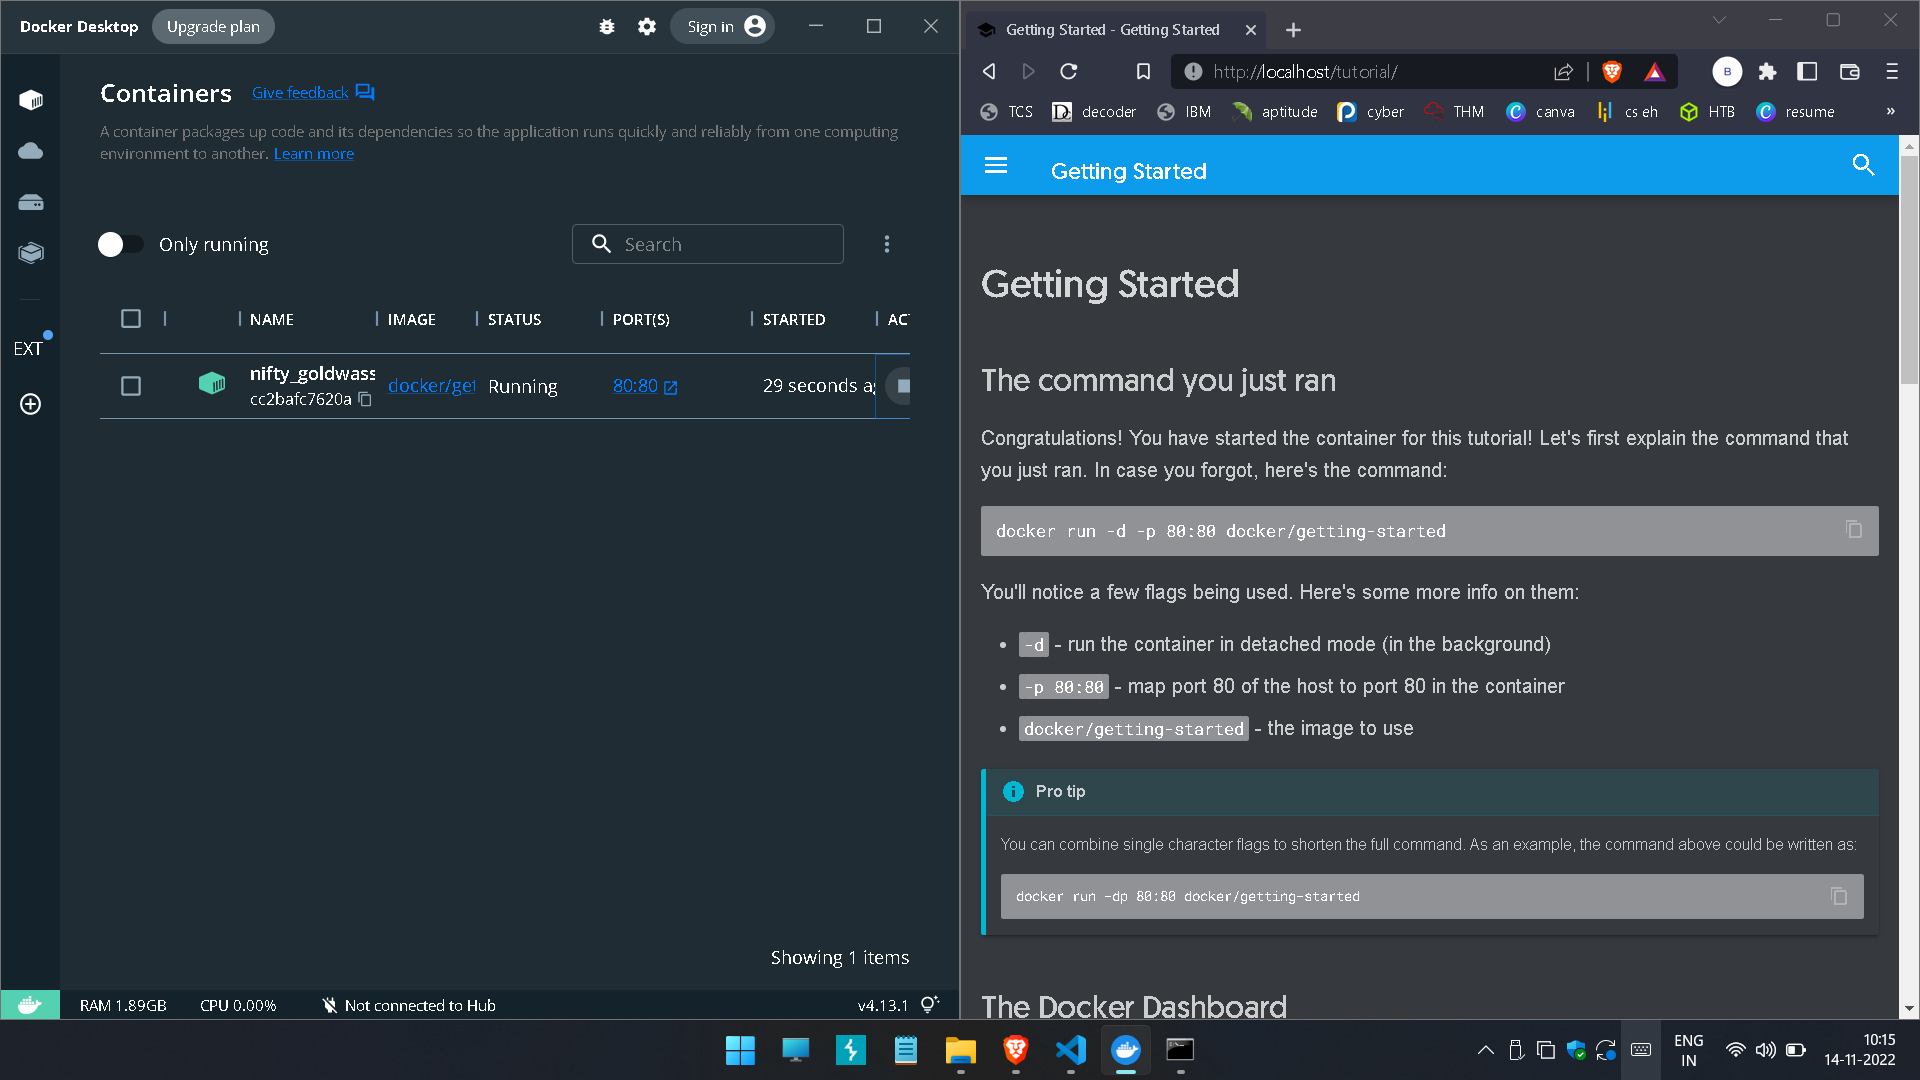 Docker Desktop
Upgrade plan
Sign in
Containers
Give feedback
A container packages up code and its dependencies so the application runs quickly and reliably from one computing
environment to another. Learn more
Only running
Search
NAME IMAGE STATUS PORT(S) STARTED ACT
nifty_goldwass
cc2bafc7620a
docker/get
Running
80:80
29 seconds a
EXT
Showing 1 items
RAM 1.89GB CPU 0.00% Not connected to Hub v4.13.1
Getting Started - Getting Started
http://localhost/tutorial/
B
TCS decoder IBM aptitude cyber THM canva cs eh HTB resume »
Getting Started
Getting Started
The command you just ran
Congratulations! You have started the container for this tutorial! Let's first explain the command that
you just ran. In case you forgot, here's the command:
docker run -d -p 80:80 docker/getting-started
You'll notice a few flags being used. Here's some more info on them:
• -d - run the container in detached mode (in the background)
• -p 80:80 - map port 80 of the host to port 80 in the container
• docker/getting-started - the image to use
Pro tip
You can combine single character flags to shorten the full command. As an example, the command above could be written as:
docker run -dp 80:80 docker/getting-started
The Docker Dashboard
ENG
IN
10:15
14-11-2022